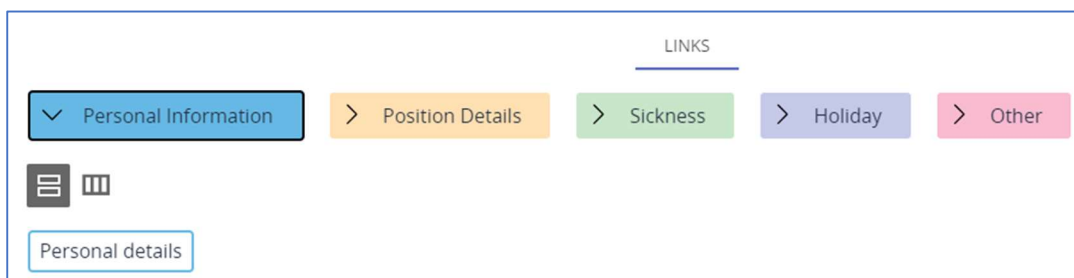 LINKS
Personal Information Position Details Sickness Holiday Other
Personal details